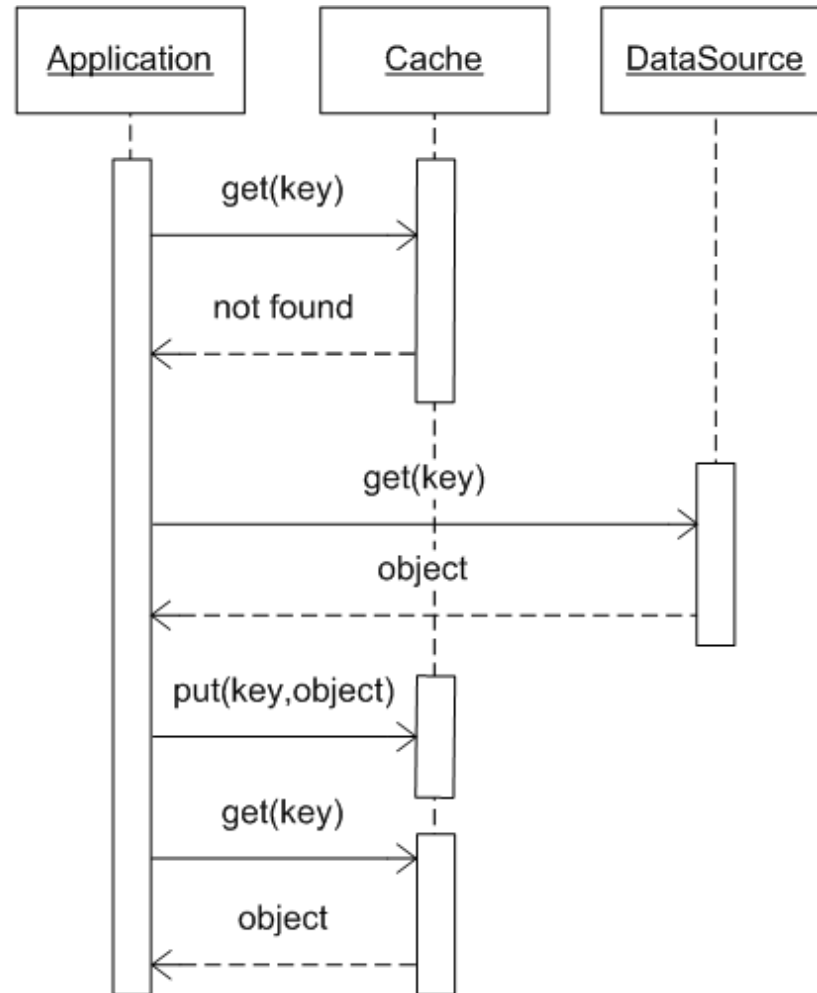 Application
Cache
DataSource
get(key)
not found
get(key)
object
put(key,object)
get(key)
object